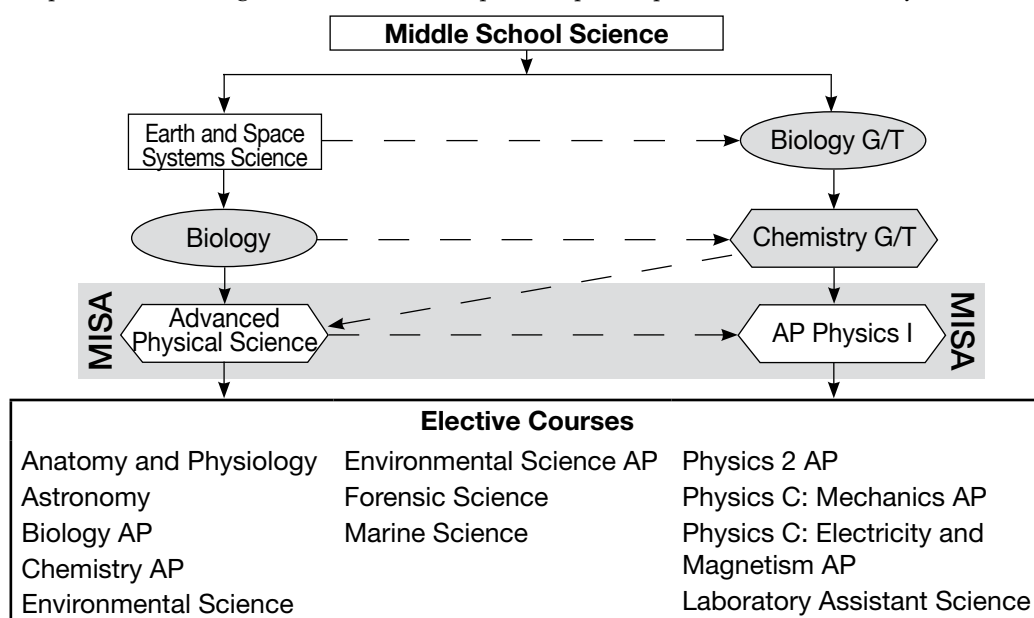 Middle School Science
Earth and Space
Systems Science
Biology G/T
Biology
Chemistry G/T
MISA
Advanced
Physical Science
AP Physics I
MISA
Elective Courses
Anatomy and Physiology
Astronomy
Biology AP
Chemistry AP
Environmental Science
Environmental Science AP
Forensic Science
Marine Science
Physics 2 AP
Physics C: Mechanics AP
Physics C: Electricity and
Magnetism AP
Laboratory Assistant Science